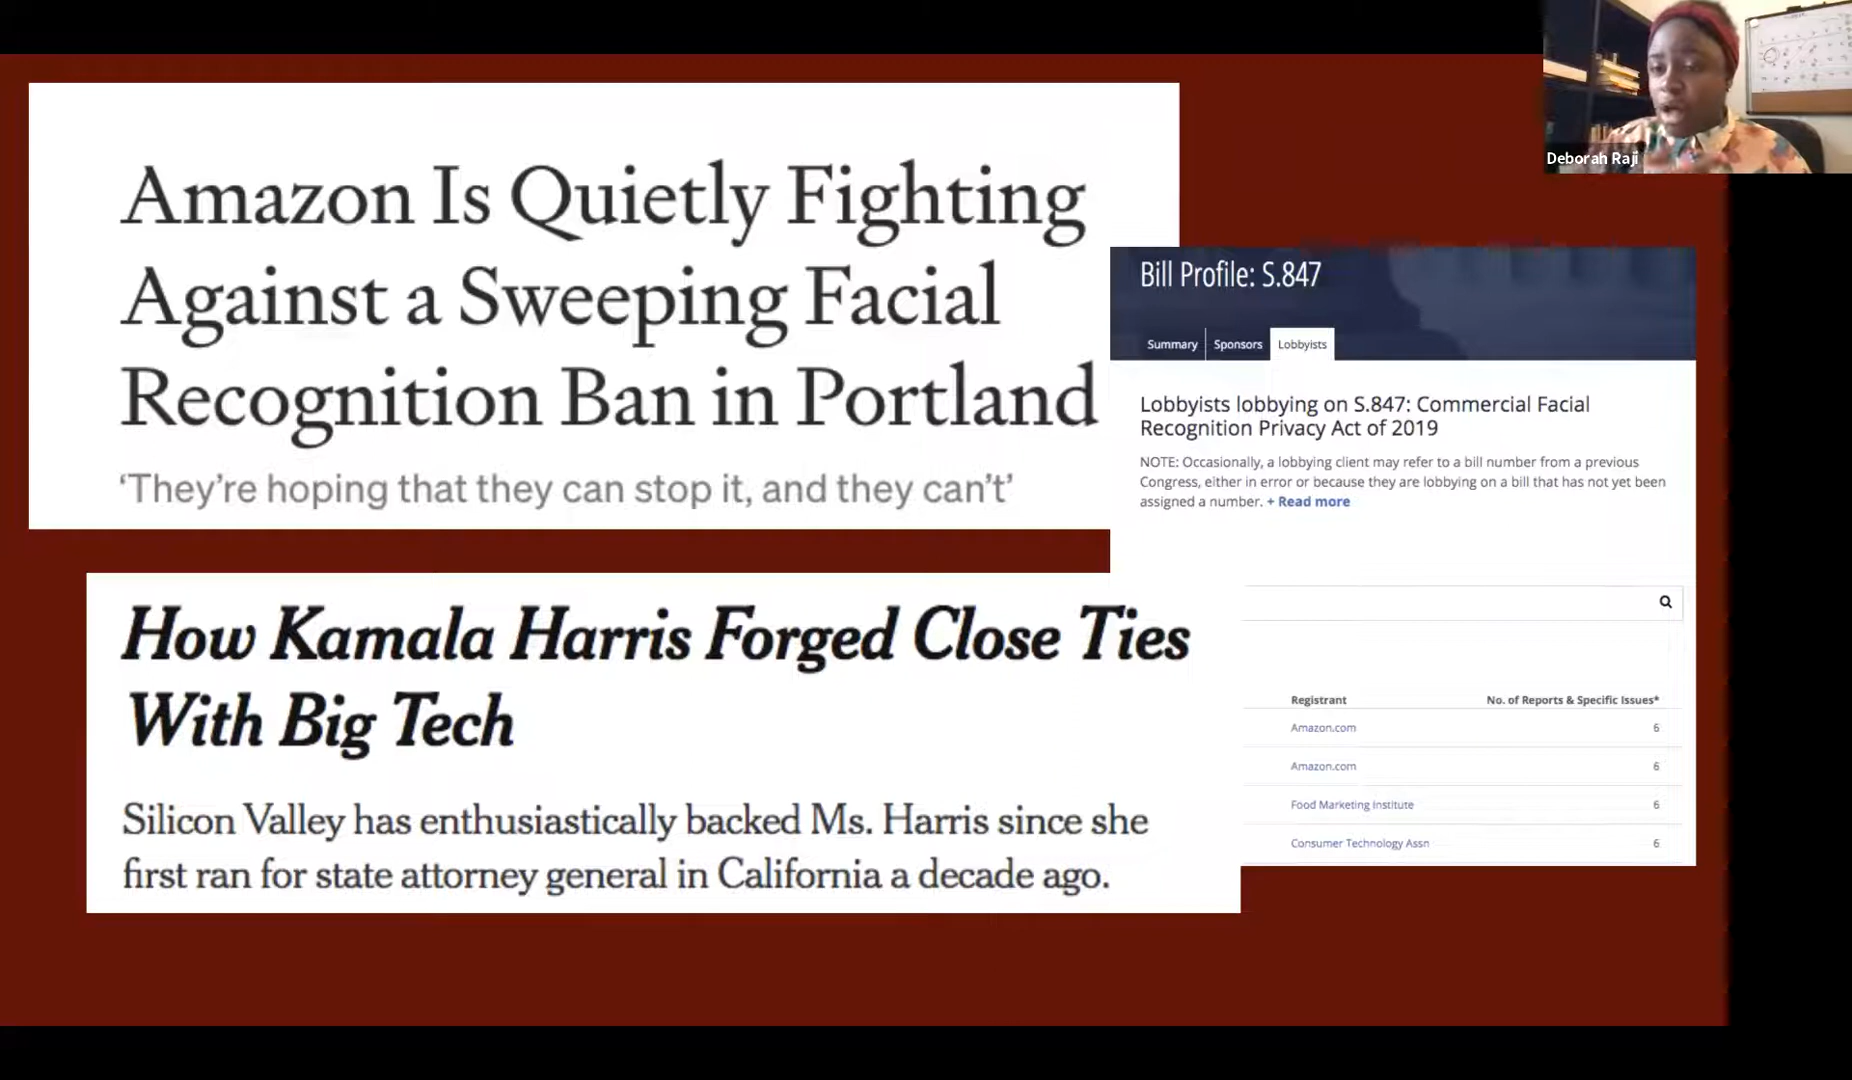 Amazon Is Quietly Fighting
Against a Sweeping Facial
Recognition Ban in Portland
‘They’re hoping that they can stop it, and they can’t’
How Kamala Harris Forged Close Ties
With Big Tech
Silicon Valley has enthusiastically backed Ms. Harris since she
first ran for state attorney general in California a decade ago.
Deborah Raji
Bill Profile: S.847
Summary Sponsors Lobbyists
Lobbyists lobbying on S.847: Commercial Facial
Recognition Privacy Act of 2019
NOTE: Occasionally, a lobbying client may refer to a bill number from a previous
Congress, either in error or because they are lobbying on a bill that has not yet been
assigned a number. + Read more
Registrant No. of Reports & Specific Issues*
Amazon.com 6
Amazon.com 6
Food Marketing Institute 6
Consumer Technology Assn 6